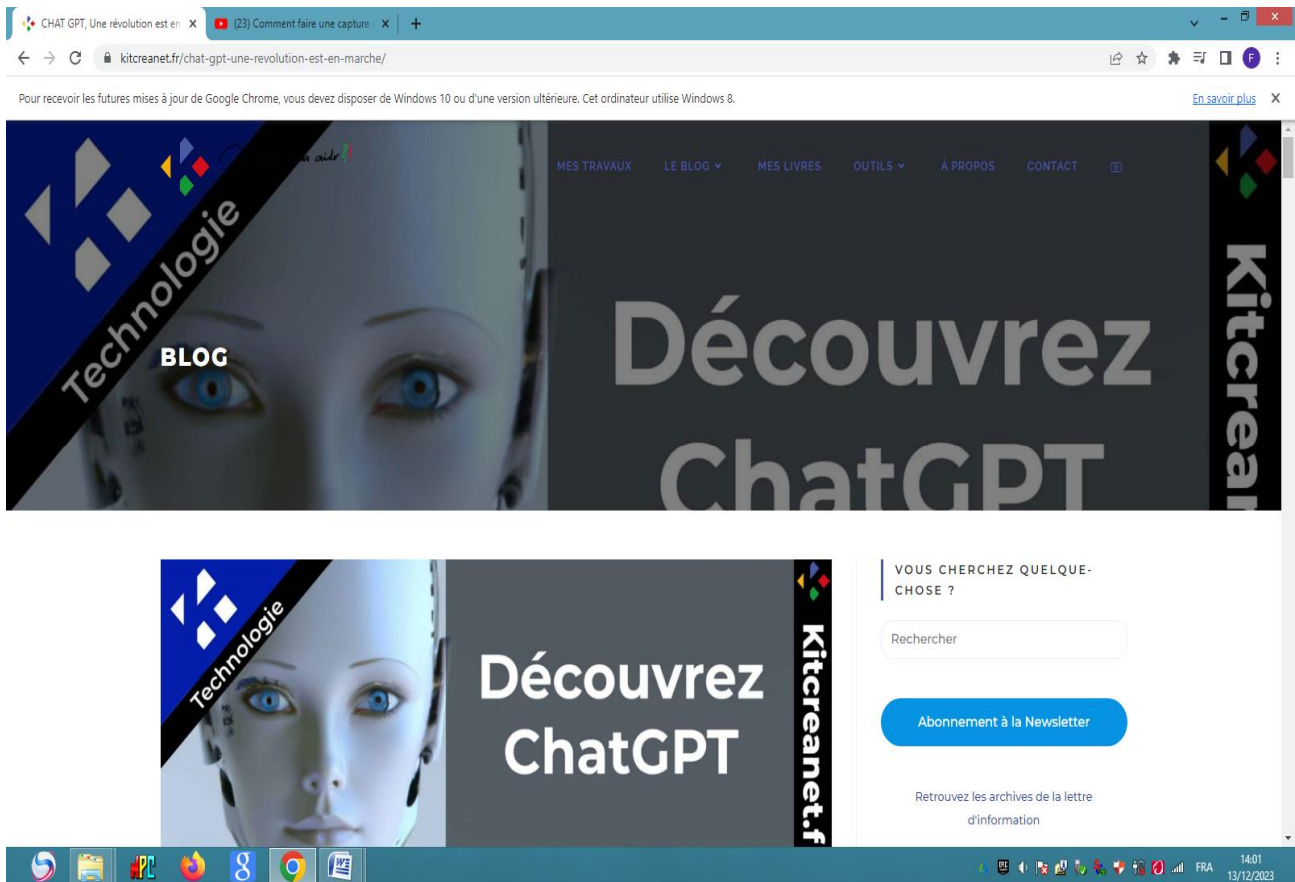 CHAT GPT, Une révolution est en
(23) Comment faire une capture
kitcreanet.fr/chat-gpt-une-revolution-est-en-marche/
F
Pour recevoir les futures mises à jour de Google Chrome, vous devez disposer de Windows 10 ou d'une version ultérieure. Cet ordinateur utilise Windows 8.
En savoir plus
aider ?
MES TRAVAUX
LE BLOG
MES LIVRES
OUTILS
À PROPOS
CONTACT
Technologie
BLOG
Découvrez
ChatGPT
Kitcrean
Technologie
Découvrez
ChatGPT
Kitcreanet.f
VOUS CHERCHEZ QUELQUE-
CHOSE ?
Rechercher
Abonnement à la Newsletter
Retrouvez les archives de la lettre
d'information
FRA
14:01
13/12/2023